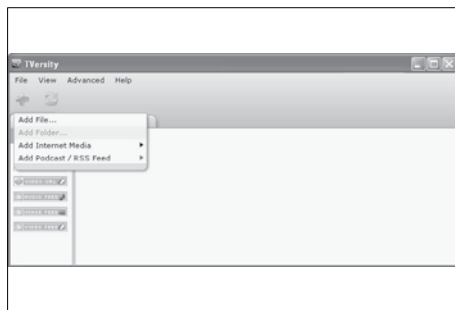 TVersity
File View Advanced Help
Add File...
Add Folder...
Add Internet Media
Add Podcast / RSS Feed